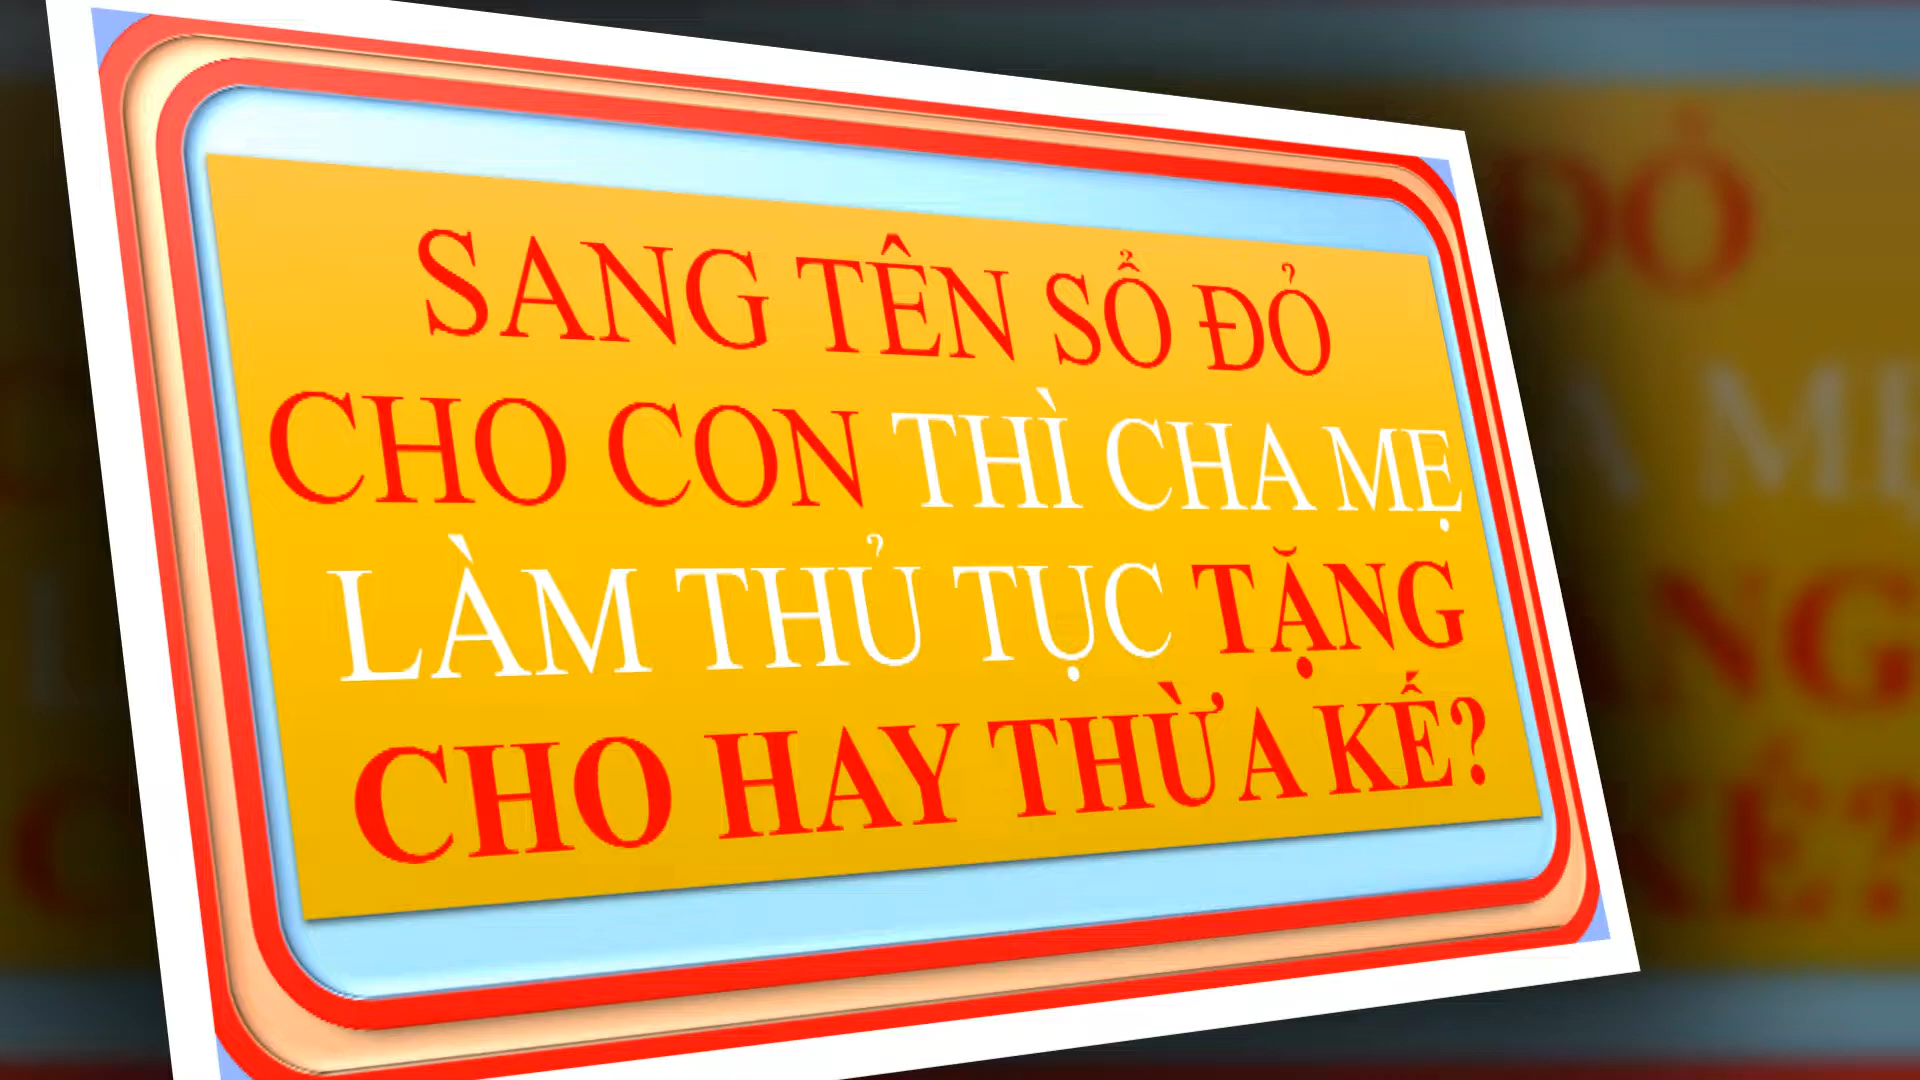 SANG TÊN SỔ ĐỎ
CHO CON THÌ CHA MẸ
LÀM THỦ TỤC TẶNG
CHO HAY THỪA KẾ?